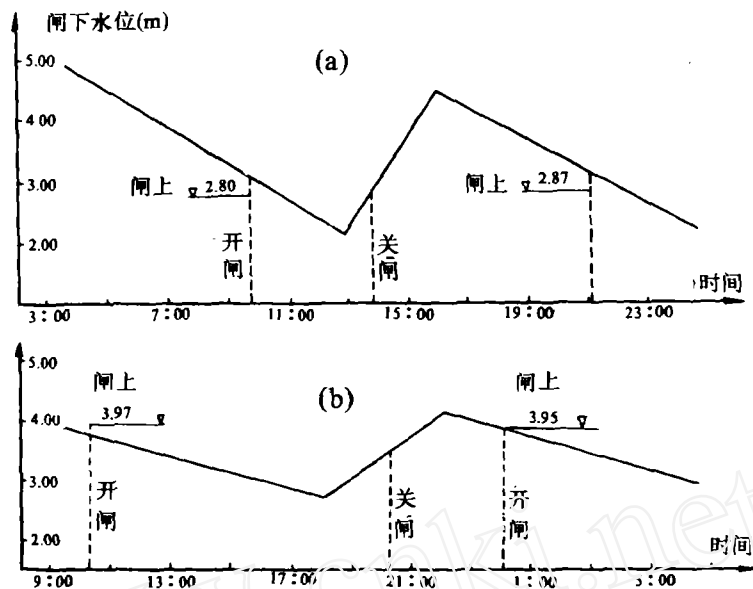 闸下水位(m)
(a)
5.00
4.00
3.00
2.00
闸上 2.80
闸上 2.87
开闸
关闸
时间
3:00 7:00 11:00 15:00 19:00 23:00
5.00
4.00
3.00
2.00
(b)
闸上
3.97
闸上
3.95
开闸
关闸
开闸
时间
9:00 13:00 17:00 21:00 1:00 5:00